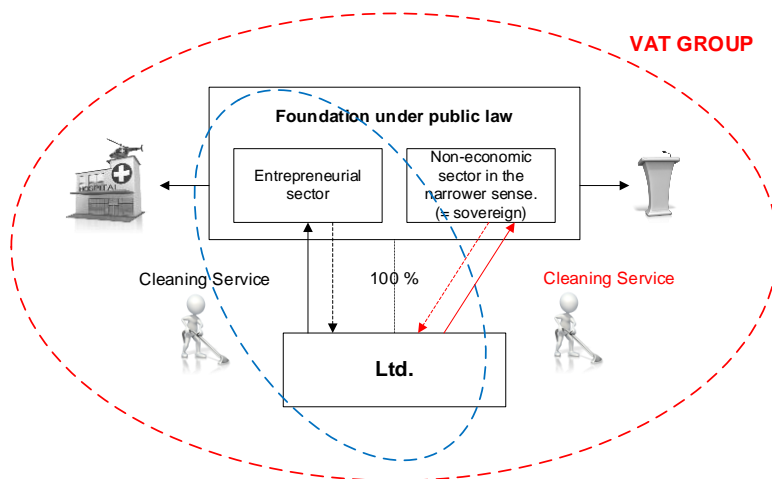 VAT GROUP
Foundation under public law
HOSPITAL
Entrepreneurial
sector
Non-economic
sector in the
narrower sense.
(= sovereign)
Cleaning Service
100 %
Cleaning Service
Ltd.